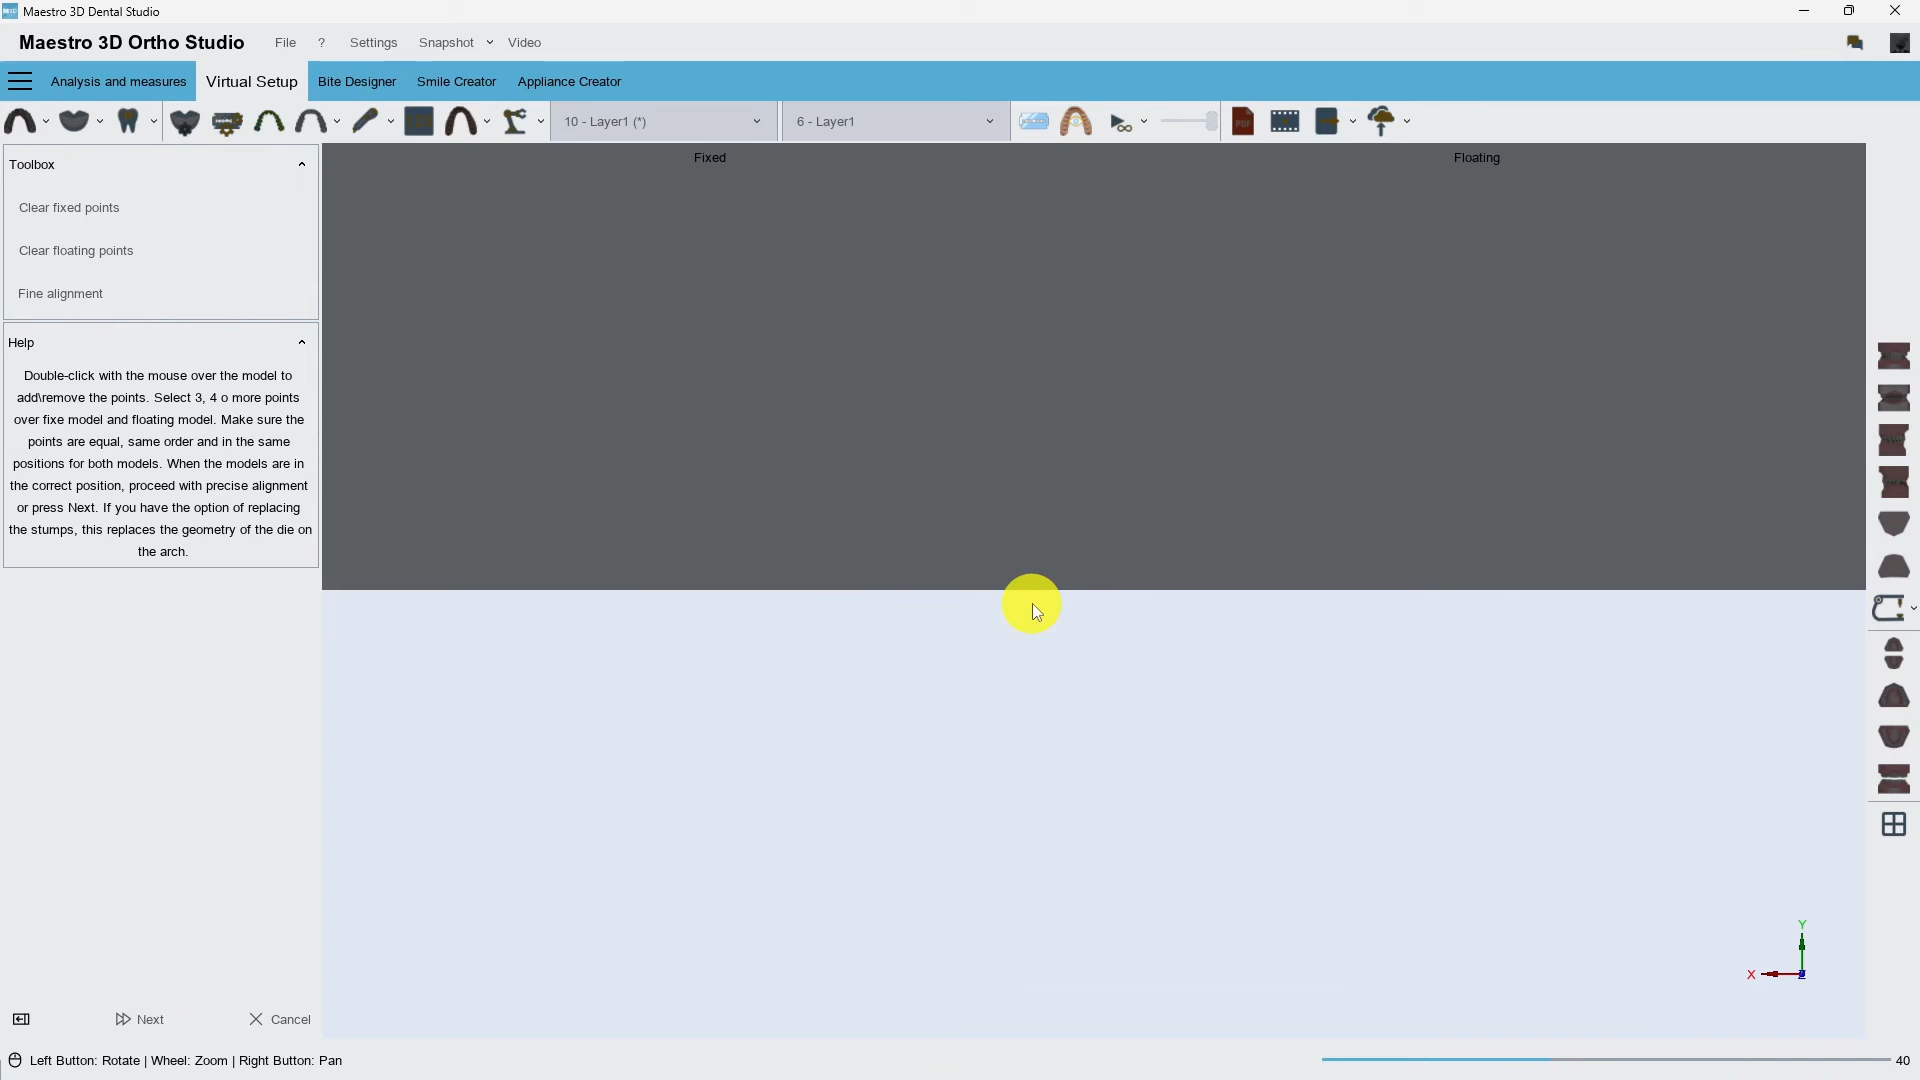 Maestro 3D Dental Studio
Maestro 3D Ortho Studio
File ? Settings Snapshot Video
Analysis and measures Virtual Setup Bite Designer Smile Creator Appliance Creator
10 - Layer1 (*) 6 - Layer1 PDF
Toolbox
Clear fixed points
Clear floating points
Fine alignment
Help
Double-click with the mouse over the model to
add\remove the points. Select 3, 4 o more points
over fixe model and floating model. Make sure the
points are equal, same order and in the same
positions for both models. When the models are in
the correct position, proceed with precise alignment
or press Next. If you have the option of replacing
the stumps, this replaces the geometry of the die on
the arch.
Fixed Floating
Y
X Z
Next Cancel
Left Button: Rotate | Wheel: Zoom | Right Button: Pan
40